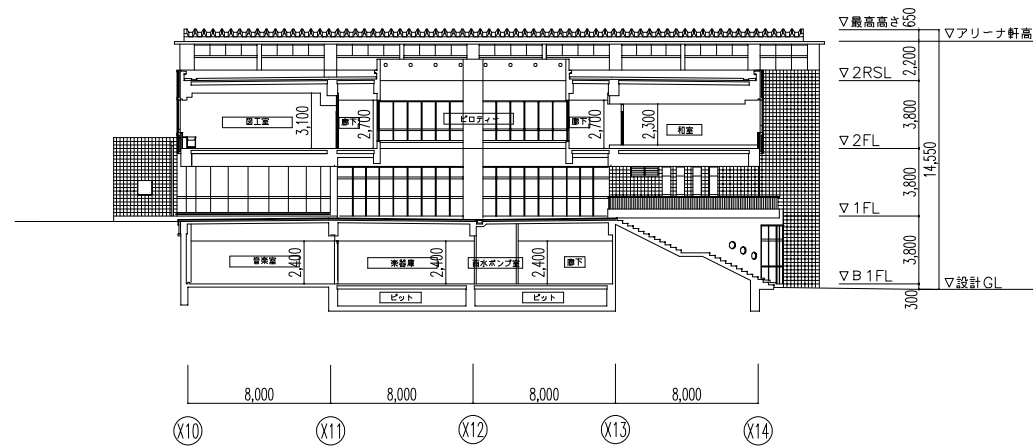 ▽最高高さ
650
▽アリーナ軒高
2,200
▽2RSL
3,800
図工室
3,100
廊下
2,700
ピロティー
廊下
2,700
2,300
和室
▽2FL
14,550
3,800
▽1FL
3,800
音楽室
2,400
楽器庫
2,400
雨水ポンプ室
2,400
廊下
▽B1FL
▽設計GL
300
ピット
ピット
8,000
8,000
8,000
8,000
X10
X11
X12
X13
X14